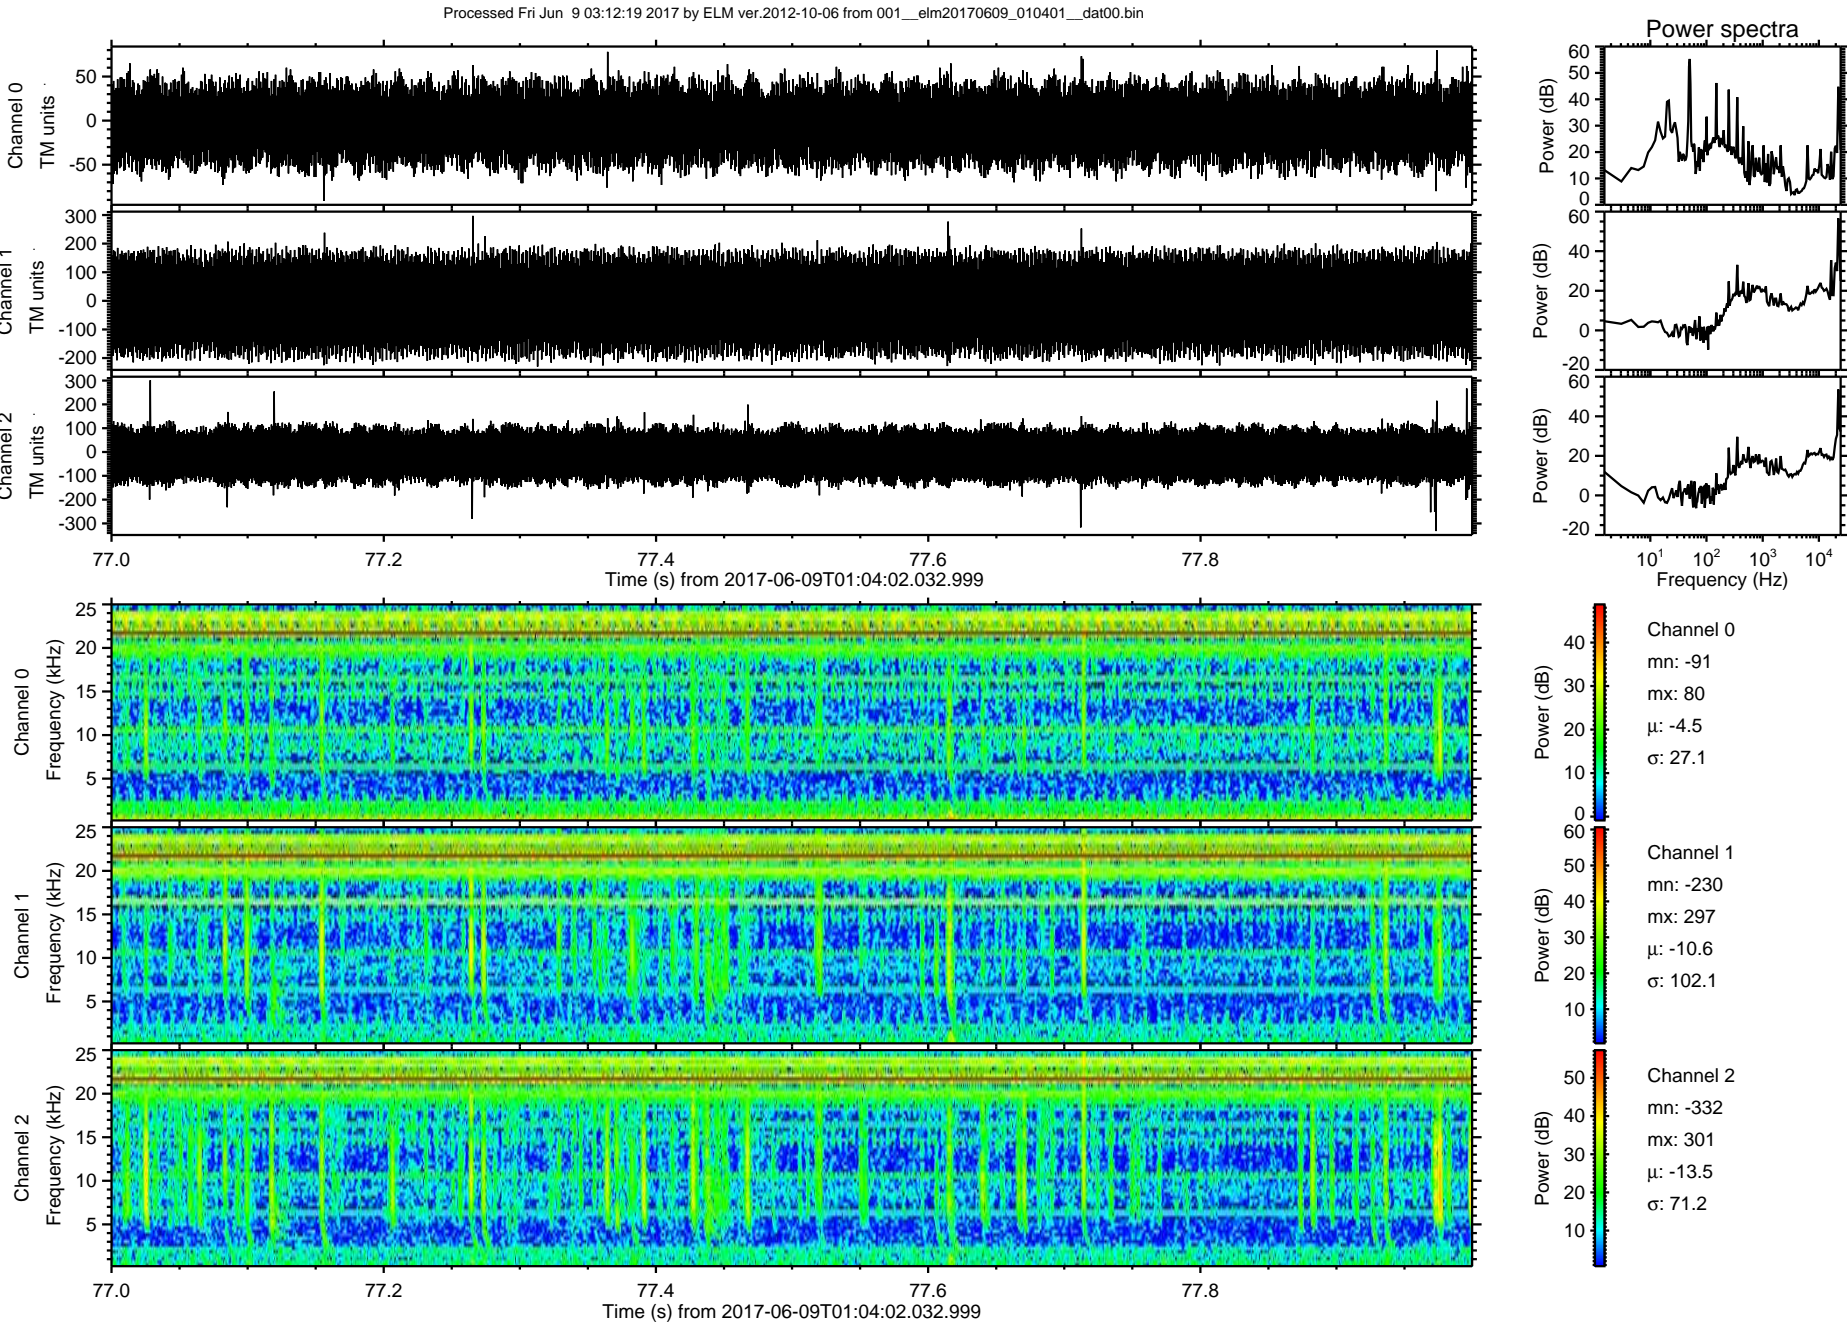 Processed Fri Jun  9 03:12:19 2017 by ELM ver.2012-10-06 from 001__elm20170609_010401__dat00.bin
Power spectra
Channel 0
TM units
50
0
-50
Power (dB)
60
50
40
30
20
10
0
Channel 1
TM units
300
200
100
0
-100
-200
Power (dB)
60
40
20
0
-20
Channel 2
TM units
300
200
100
0
-100
-200
-300
Power (dB)
60
40
20
0
-20
77.0 77.2 77.4 77.6 77.8
Time (s) from 2017-06-09T01:04:02.032.999
10^1 10^2 10^3 10^4
Frequency (Hz)
Channel 0
Frequency (kHz)
25
20
15
10
5
Power (dB)
40
30
20
10
0
Channel 0
mn: -91
mx: 80
μ: -4.5
σ: 27.1
Channel 1
Frequency (kHz)
25
20
15
10
5
Power (dB)
60
50
40
30
20
10
Channel 1
mn: -230
mx: 297
μ: -10.6
σ: 102.1
Channel 2
Frequency (kHz)
25
20
15
10
5
Power (dB)
50
40
30
20
10
Channel 2
mn: -332
mx: 301
μ: -13.5
σ: 71.2
77.0 77.2 77.4 77.6 77.8
Time (s) from 2017-06-09T01:04:02.032.999